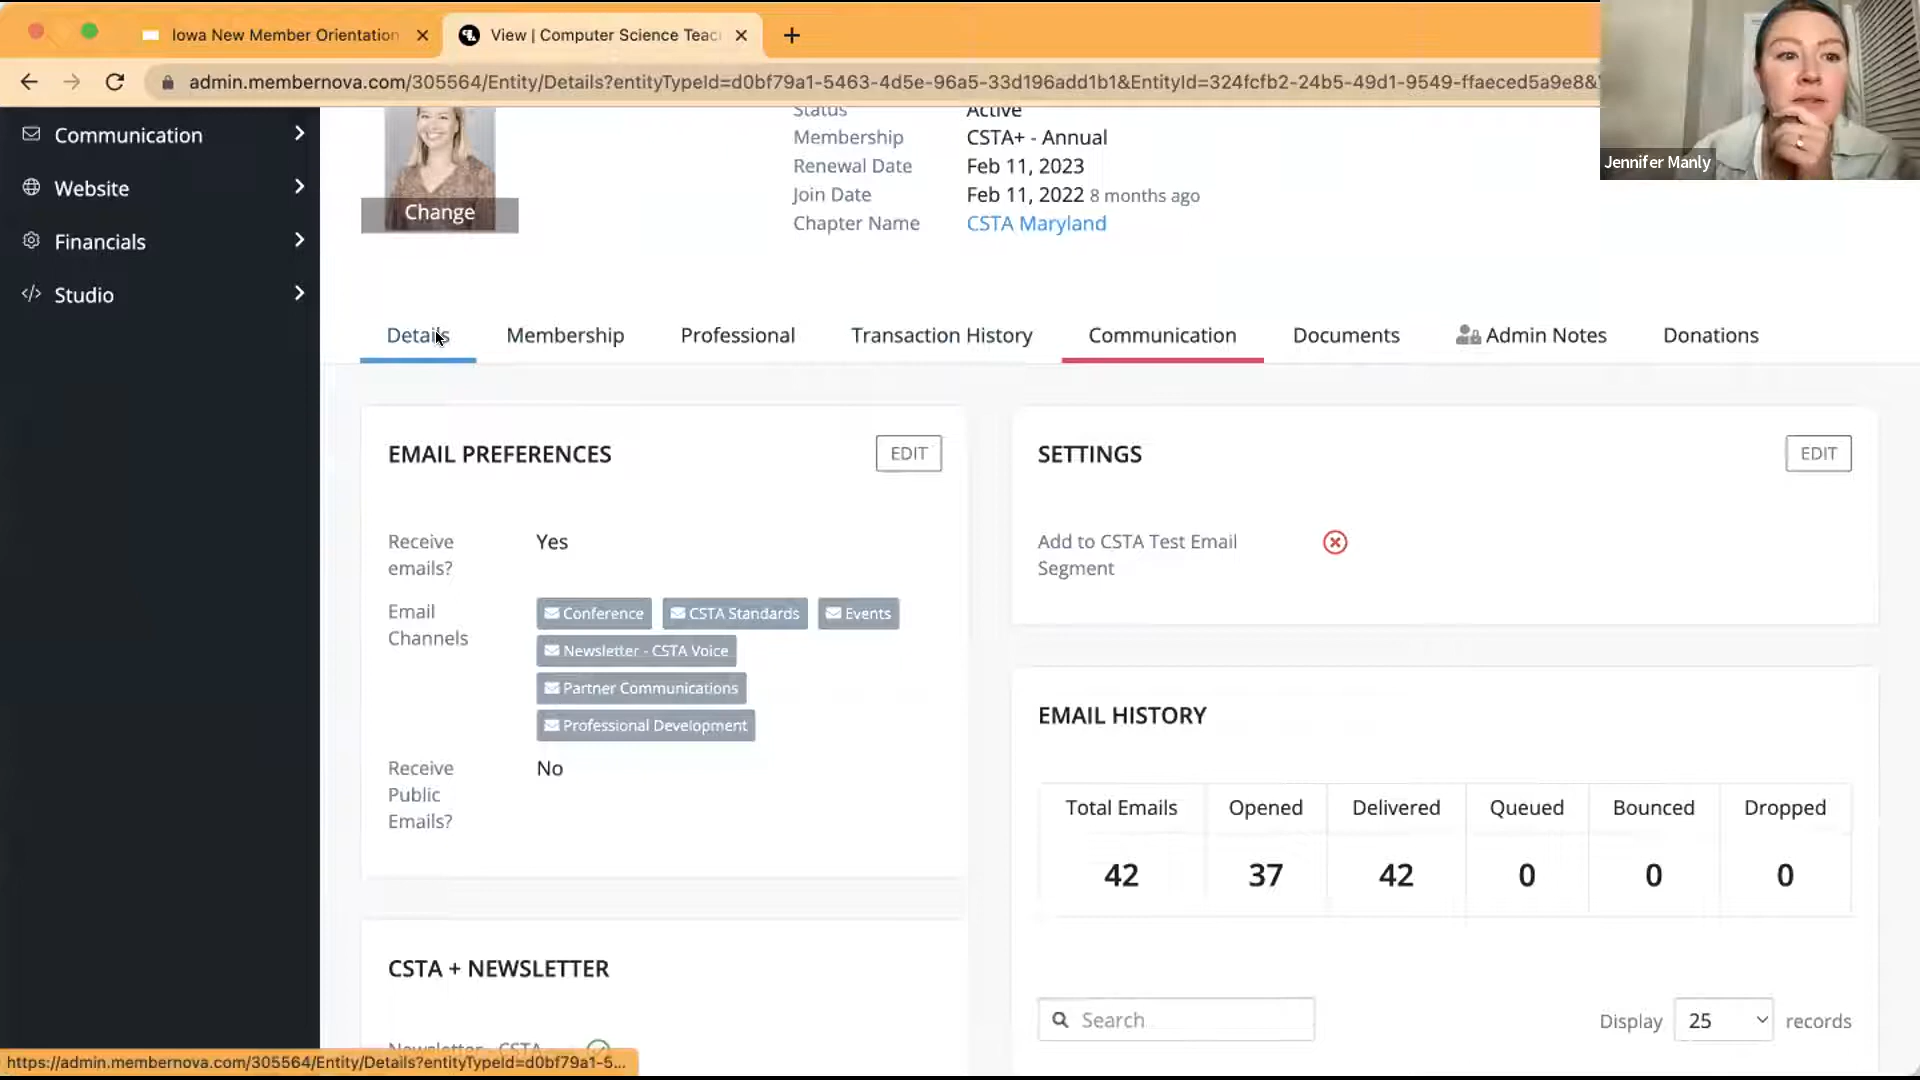 Iowa New Member Orientation
View | Computer Science Teac
admin.membernova.com/305564/Entity/Details?entityTypeId=d0bf79a1-5463-4d5e-96a5-33d196add1b1&EntityId=324fcfb2-24b5-49d1-9549-ffaeced5a9e8&
Jennifer Manly
Communication
Website
Financials
Studio
Change
Status Active
Membership CSTA+ - Annual
Renewal Date Feb 11, 2023
Join Date Feb 11, 2022 8 months ago
Chapter Name CSTA Maryland
Details Membership Professional Transaction History Communication Documents Admin Notes Donations
EMAIL PREFERENCES EDIT
Receive Yes
emails?
Email Conference CSTA Standards Events
Channels
Newsletter - CSTA Voice
Partner Communications
Professional Development
Receive No
Public
Emails?
CSTA + NEWSLETTER
Newsletter - CSTA
SETTINGS EDIT
Add to CSTA Test Email
Segment
EMAIL HISTORY
Total Emails Opened Delivered Queued Bounced Dropped
42 37 42 0 0 0
Search Display 25 records
https://admin.membernova.com/305564/Entity/Details?entityTypeId=d0bf79a1-5...